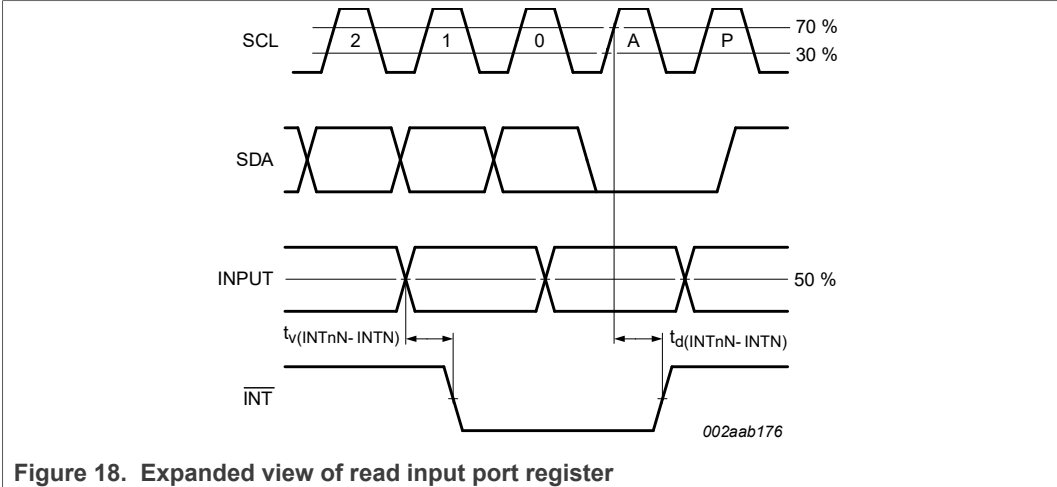 SCL 2 1 0 A P 70 %
30 %
SDA
INPUT 50 %
tv(INTnN- INTN) td(INTnN- INTN)
INT
002aab176
Figure 18. Expanded view of read input port register